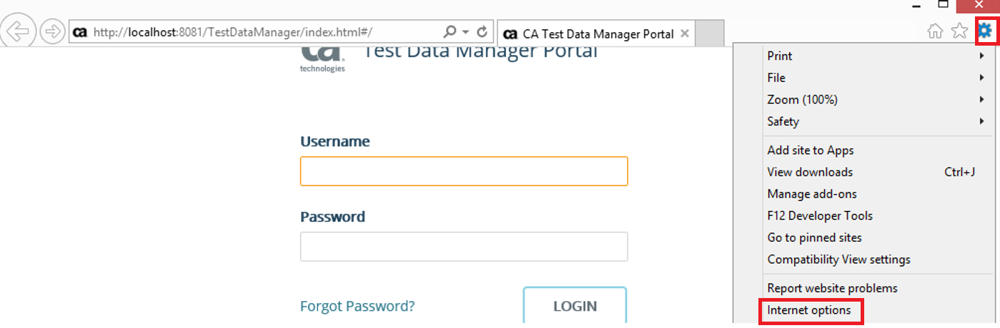 ca http://localhost:8081/TestDataManager/index.html#/
ca CA Test Data Manager Portal
ca
technologies
Test Data Manager Portal
Username
Password
Forgot Password?
LOGIN
Print
File
Zoom (100%)
Safety
Add site to Apps
View downloads Ctrl+J
Manage add-ons
F12 Developer Tools
Go to pinned sites
Compatibility View settings
Report website problems
Internet options